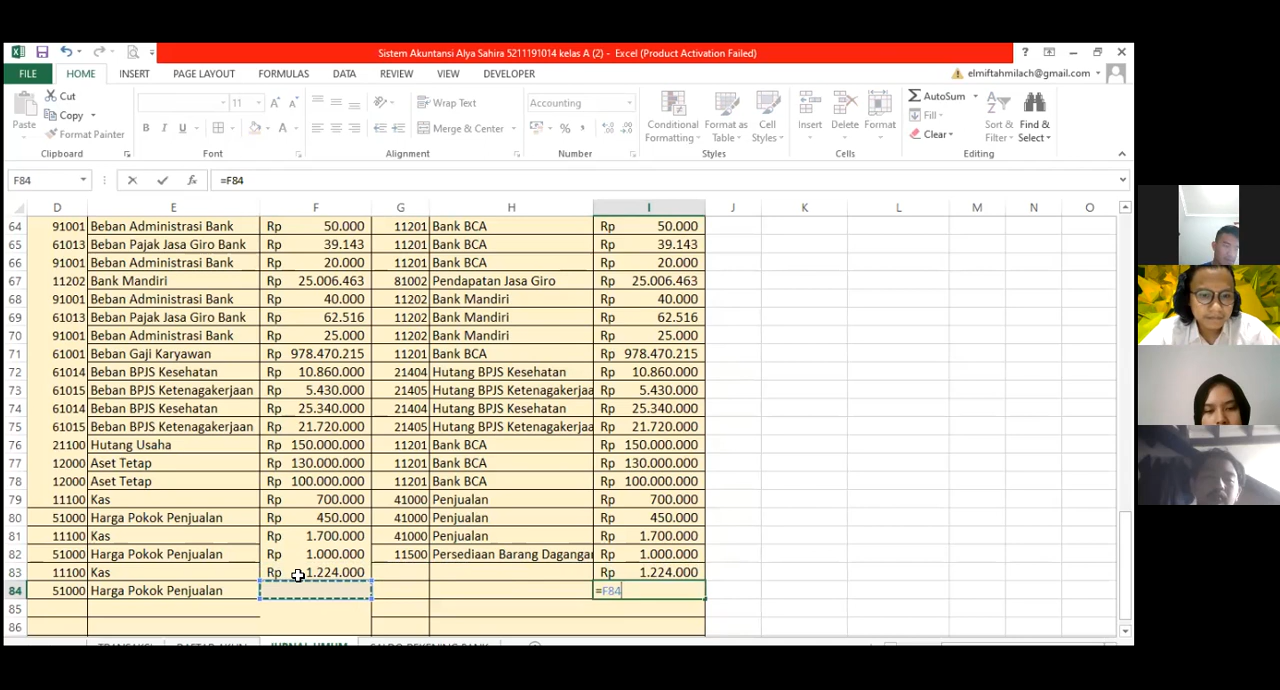 Sistem Akuntansi Alya Sahira 5211191014 kelas A (2) - Excel (Product Activation Failed)
FILE HOME INSERT PAGE LAYOUT FORMULAS DATA REVIEW VIEW DEVELOPER elmiftahmilach@gmail.com
Cut
Copy
Format Painter
Paste
Clipboard
11
B I U
Font
Wrap Text
Merge & Center
Alignment
Accounting
%
Number
Conditional Formatting
Format as Table
Cell Styles
Styles
Insert
Delete
Format
Cells
AutoSum
Fill
Clear
Sort & Filter
Find & Select
Editing
F84 =F84
D E F G H I J K L M N O
64 91001 Beban Administrasi Bank Rp 50.000 11201 Bank BCA Rp 50.000
65 61013 Beban Pajak Jasa Giro Bank Rp 39.143 11201 Bank BCA Rp 39.143
66 91001 Beban Administrasi Bank Rp 20.000 11201 Bank BCA Rp 20.000
67 11202 Bank Mandiri Rp 25.006.463 81002 Pendapatan Jasa Giro Rp 25.006.463
68 91001 Beban Administrasi Bank Rp 40.000 11202 Bank Mandiri Rp 40.000
69 61013 Beban Pajak Jasa Giro Bank Rp 62.516 11202 Bank Mandiri Rp 62.516
70 91001 Beban Administrasi Bank Rp 25.000 11202 Bank Mandiri Rp 25.000
71 61001 Beban Gaji Karyawan Rp 978.470.215 11201 Bank BCA Rp 978.470.215
72 61014 Beban BPJS Kesehatan Rp 10.860.000 21404 Hutang BPJS Kesehatan Rp 10.860.000
73 61015 Beban BPJS Ketenagakerjaan Rp 5.430.000 21405 Hutang BPJS Ketenagakerjaa Rp 5.430.000
74 61014 Beban BPJS Kesehatan Rp 25.340.000 21404 Hutang BPJS Kesehatan Rp 25.340.000
75 61015 Beban BPJS Ketenagakerjaan Rp 21.720.000 21405 Hutang BPJS Ketenagakerjaa Rp 21.720.000
76 21100 Hutang Usaha Rp 150.000.000 11201 Bank BCA Rp 150.000.000
77 12000 Aset Tetap Rp 130.000.000 11201 Bank BCA Rp 130.000.000
78 12000 Aset Tetap Rp 100.000.000 11201 Bank BCA Rp 100.000.000
79 11100 Kas Rp 700.000 41000 Penjualan Rp 700.000
80 51000 Harga Pokok Penjualan Rp 450.000 41000 Penjualan Rp 450.000
81 11100 Kas Rp 1.700.000 41000 Penjualan Rp 1.700.000
82 51000 Harga Pokok Penjualan Rp 1.000.000 11500 Persediaan Barang Dagangan Rp 1.000.000
83 11100 Kas Rp 1.224.000 Rp 1.224.000
84 51000 Harga Pokok Penjualan =F84
85
86